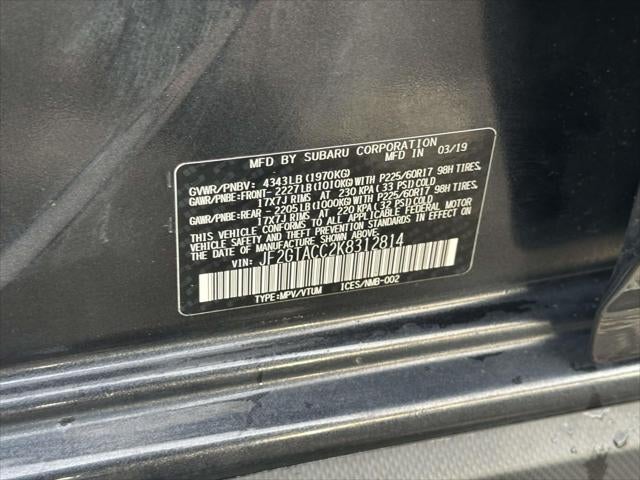 MFD BY SUBARU CORPORATION
MFD IN 03/19
GVWR/PNBV: 4343LB (1970KG)
GAWR/PNBE:FRONT- 2227LB (1010KG) WITH P225/60R17 98H TIRES,
17X7J RIMS AT 230 KPA (33 PSI) COLD
GAWR/PNBE:REAR - 2205LB (1000KG) WITH P225/60R17 98H TIRES,
17X7J RIMS AT 220 KPA (32 PSI) COLD
THIS VEHICLE CONFORMS TO ALL APPLICABLE FEDERAL MOTOR
VEHICLE SAFETY AND THEFT PREVENTION STANDARDS IN
EFFECT ON THE DATE OF MANUFACTURE SHOWN ABOVE.
VIN: JF2GTACC2K8312814
TYPE:MPV/VTUM ICES/NMB-002